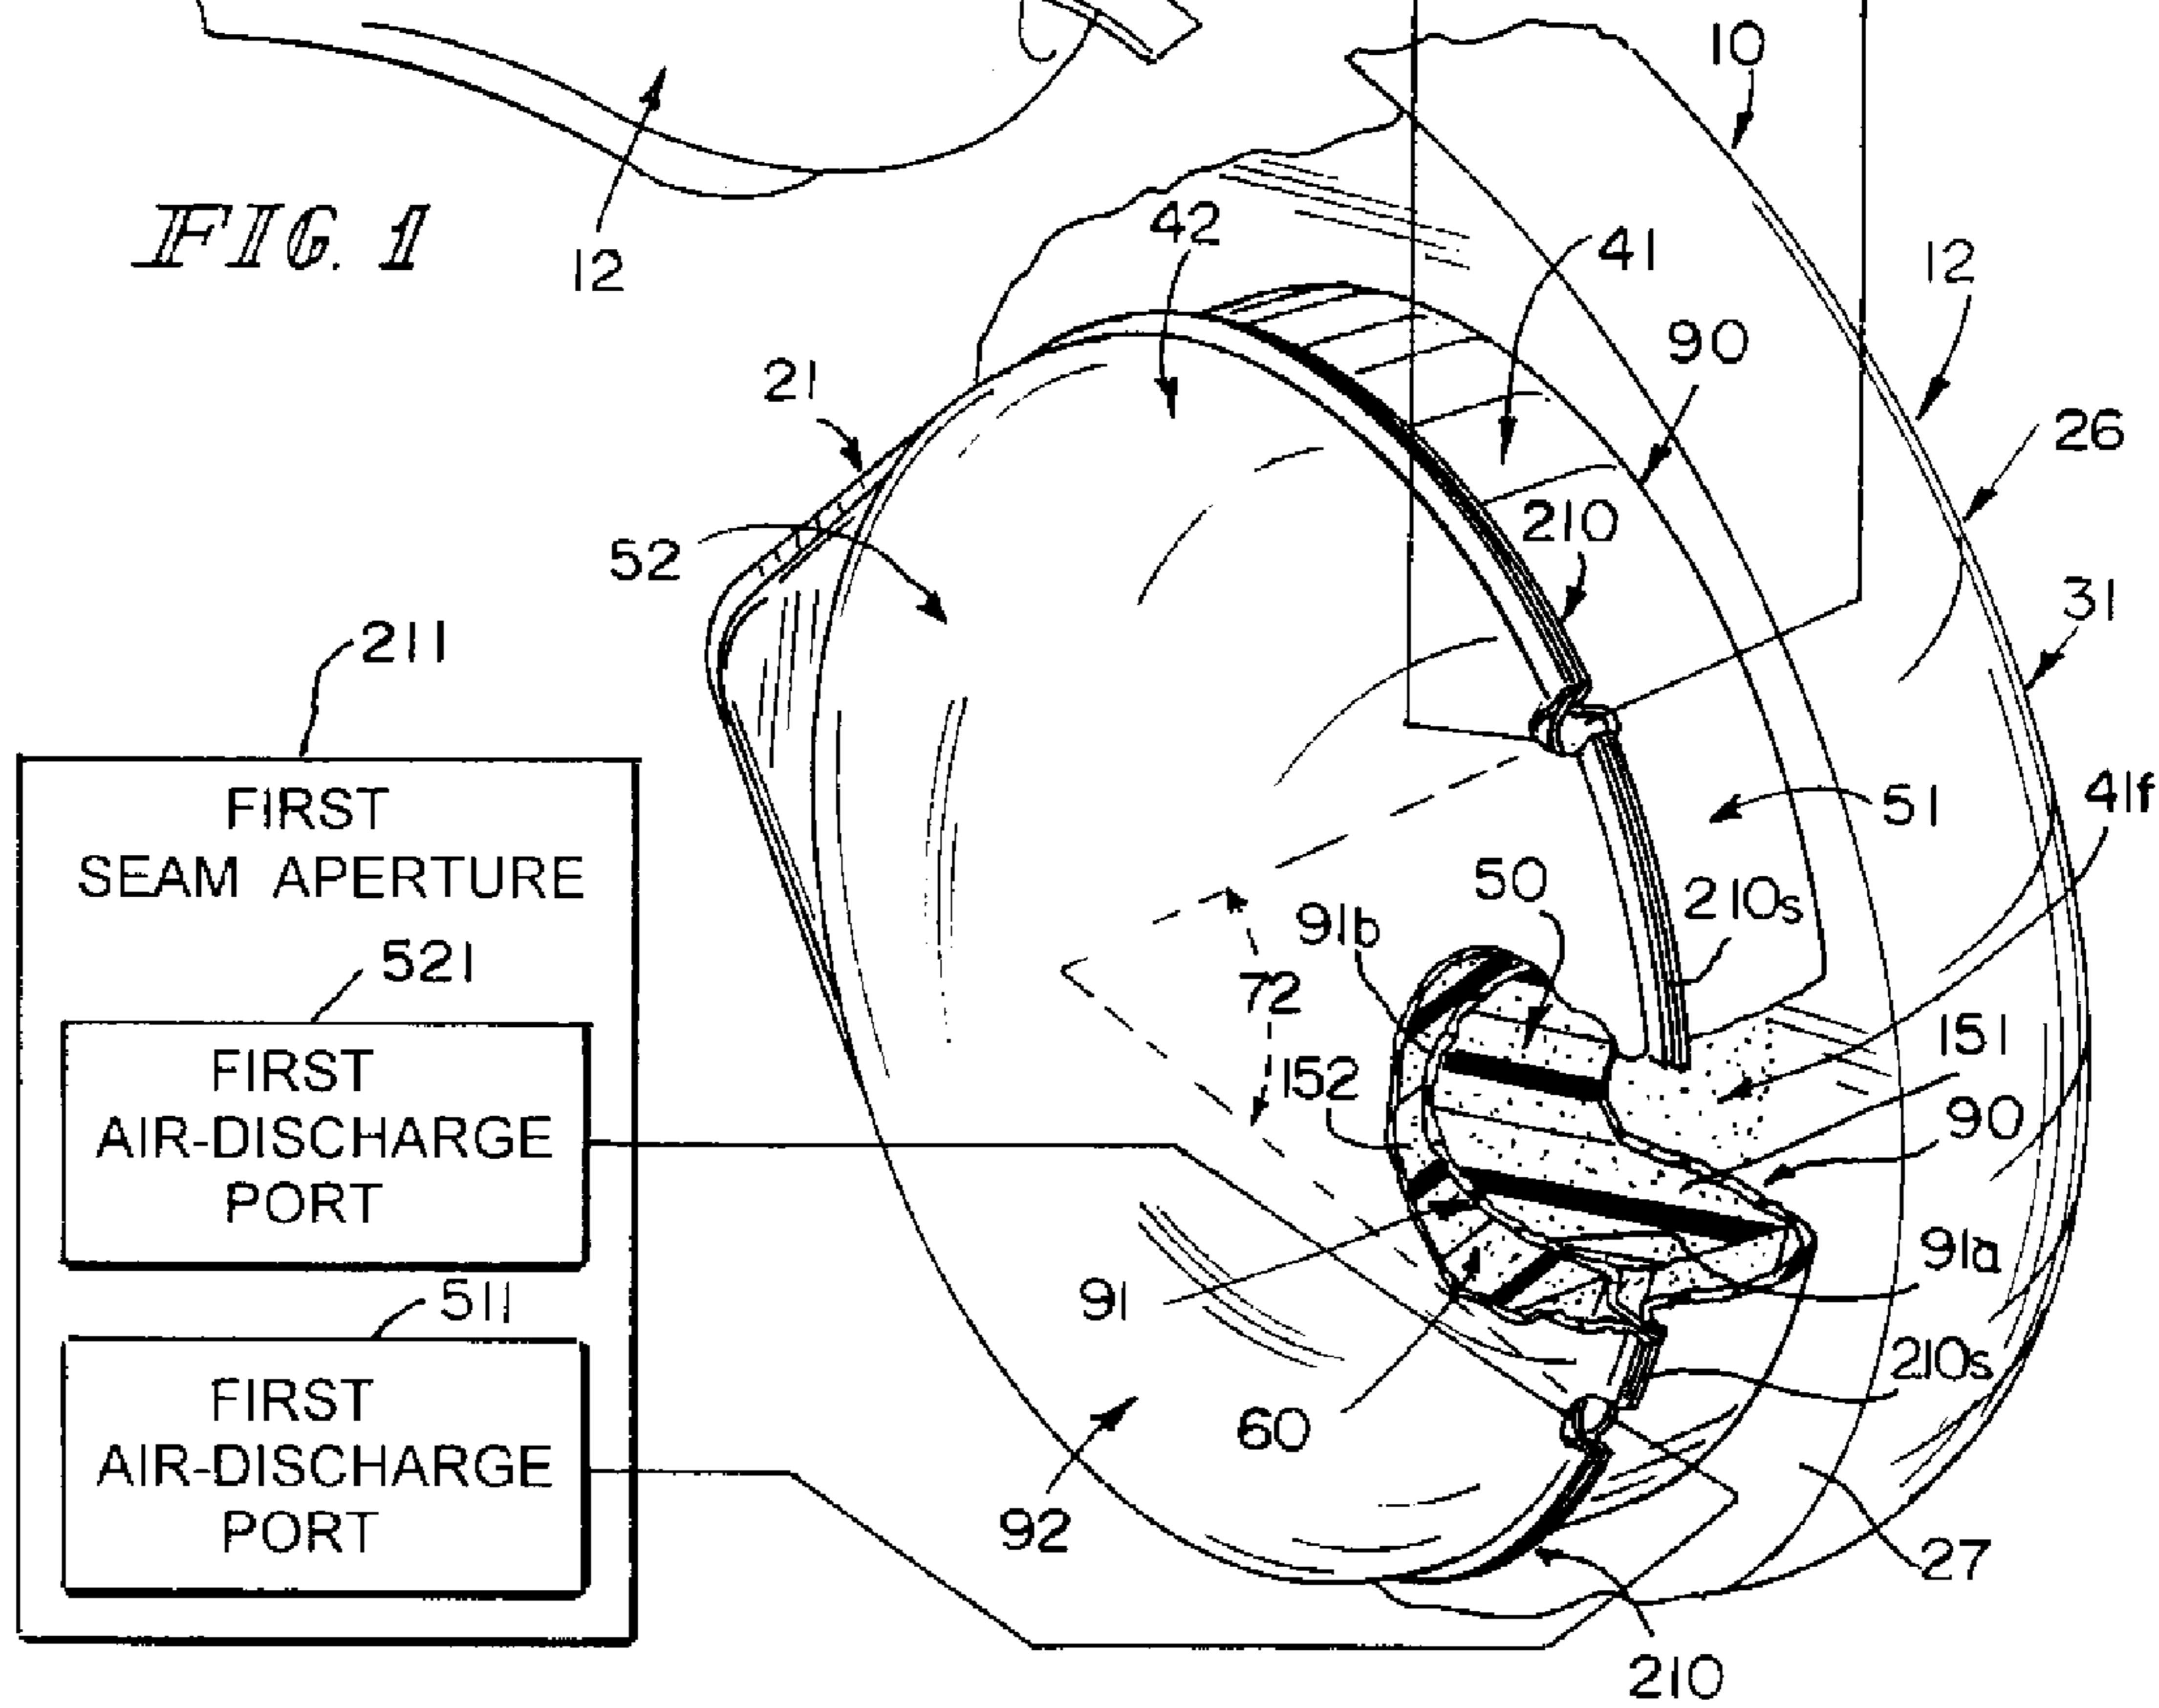 10
FIG. 1
12
42
41
12
90
21
26
210
52
31
211
41f
51
FIRST
SEAM APERTURE
50
210s
91b
521
72
151
152
FIRST
AIR-DISCHARGE
PORT
90
91a
91
511
210s
60
FIRST
AIR-DISCHARGE
PORT
92
27
210